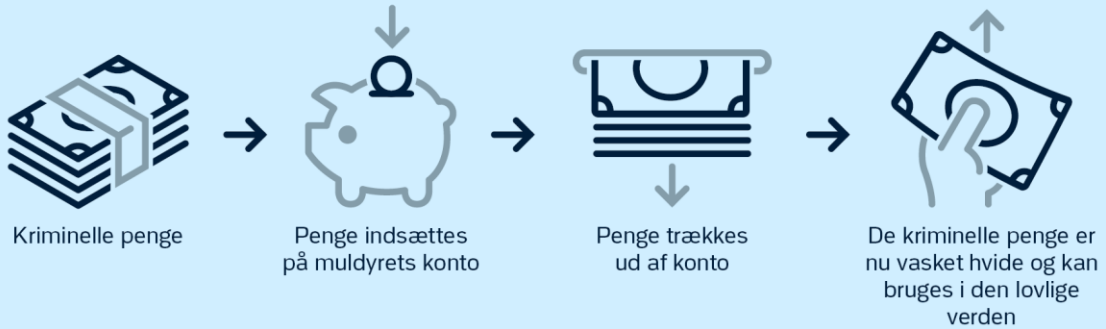 Kriminelle penge
Penge indsættes
på muldyrets konto
Penge trækkes
ud af konto
De kriminelle penge er
nu vasket hvide og kan
bruges i den lovlige
verden